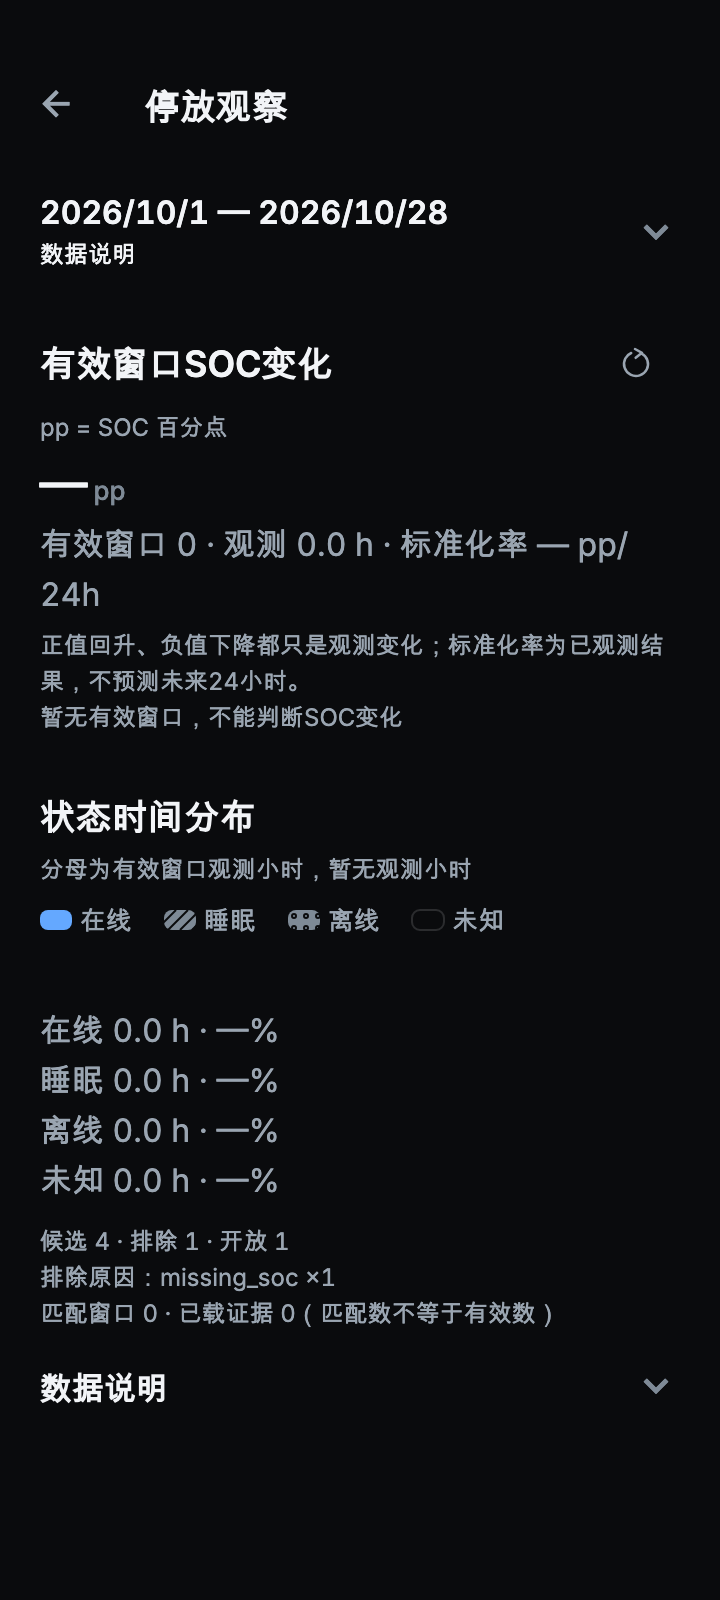 停放观察
2026/10/1 — 2026/10/28
数据说明
有效窗口SOC变化
pp = SOC 百分点
— pp
有效窗口 0 · 观测 0.0 h · 标准化率 — pp/
24h
正值回升、负值下降都只是观测变化；标准化率为已观测结
果，不预测未来24小时。
暂无有效窗口，不能判断SOC变化
状态时间分布
分母为有效窗口观测小时，暂无观测小时
在线 睡眠 离线 未知
在线 0.0 h · —%
睡眠 0.0 h · —%
离线 0.0 h · —%
未知 0.0 h · —%
候选 4 · 排除 1 · 开放 1
排除原因：missing_soc ×1
匹配窗口 0 · 已载证据 0（匹配数不等于有效数）
数据说明